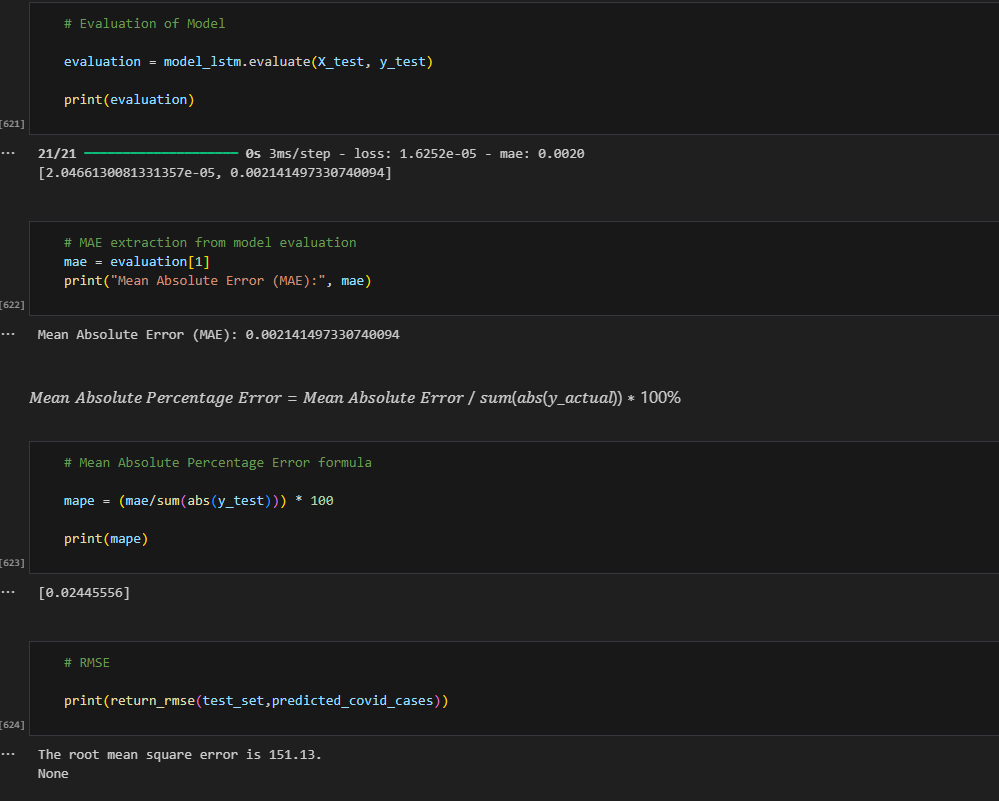 # Evaluation of Model
evaluation = model_lstm.evaluate(X_test, y_test)
print(evaluation)
[621]
... 21/21 ━━━━━━━━━━━━━━━━━━━━ 0s 3ms/step - loss: 1.6252e-05 - mae: 0.0020
[2.0466130081331357e-05, 0.002141497330740094]
# MAE extraction from model evaluation
mae = evaluation[1]
print("Mean Absolute Error (MAE):", mae)
[622]
... Mean Absolute Error (MAE): 0.002141497330740094
Mean Absolute Percentage Error = Mean Absolute Error / sum(abs(y_actual)) * 100%
# Mean Absolute Percentage Error formula
mape = (mae/sum(abs(y_test))) * 100
print(mape)
[623]
... [0.02445556]
# RMSE
print(return_rmse(test_set,predicted_covid_cases))
[624]
... The root mean square error is 151.13.
None